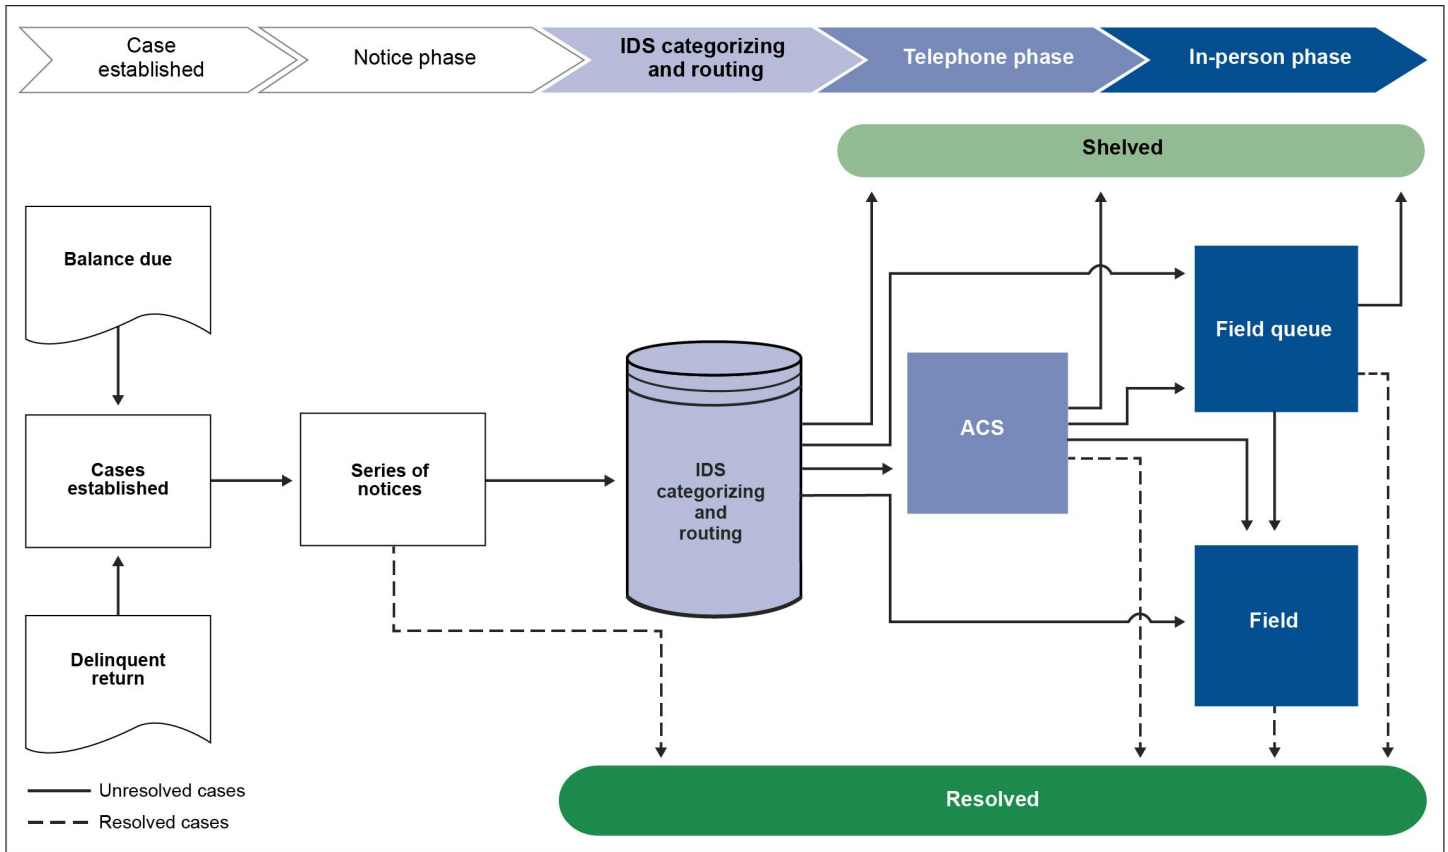 Case
established
Notice phase
IDS categorizing
and routing
Telephone phase
In-person phase
Shelved
Balance due
Field queue
ACS
Cases
established
Series of
notices
IDS
categorizing
and
routing
Field
Delinquent
return
Unresolved cases
Resolved cases
Resolved